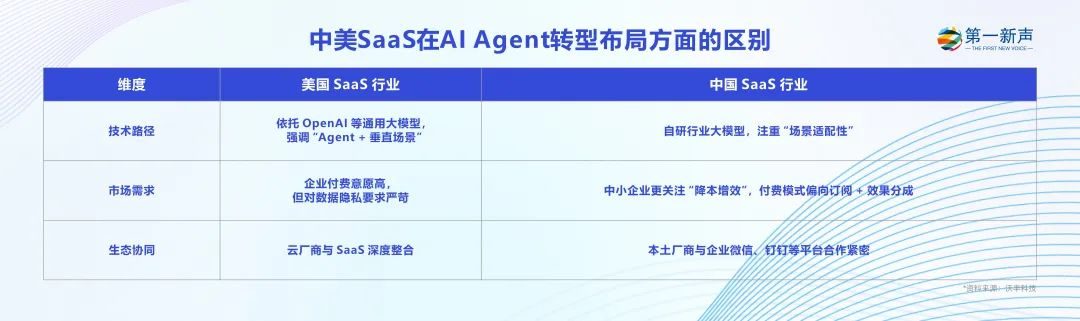 中美SaaS在AI Agent转型布局方面的区别
第一新声
THE FIRST NEW VOICE
维度
美国 SaaS 行业
中国 SaaS 行业
技术路径
依托 OpenAI 等通用大模型，
强调 “Agent + 垂直场景”
自研行业大模型，注重 “场景适配性”
市场需求
企业付费意愿高，
但对数据隐私要求严苛
中小企业更关注 “降本增效”，付费模式偏向订阅 + 效果分成
生态协同
云厂商与 SaaS 深度整合
本土厂商与企业微信、钉钉等平台合作紧密
*资料来源：沃丰科技